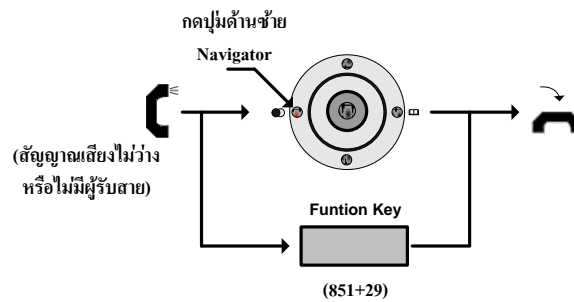 กดปุ่มด้านซ้าย
Navigator
(สัญญาณเสียงไม่ว่าง
หรือไม่มีผู้รับสาย)
Funtion Key
(851+29)